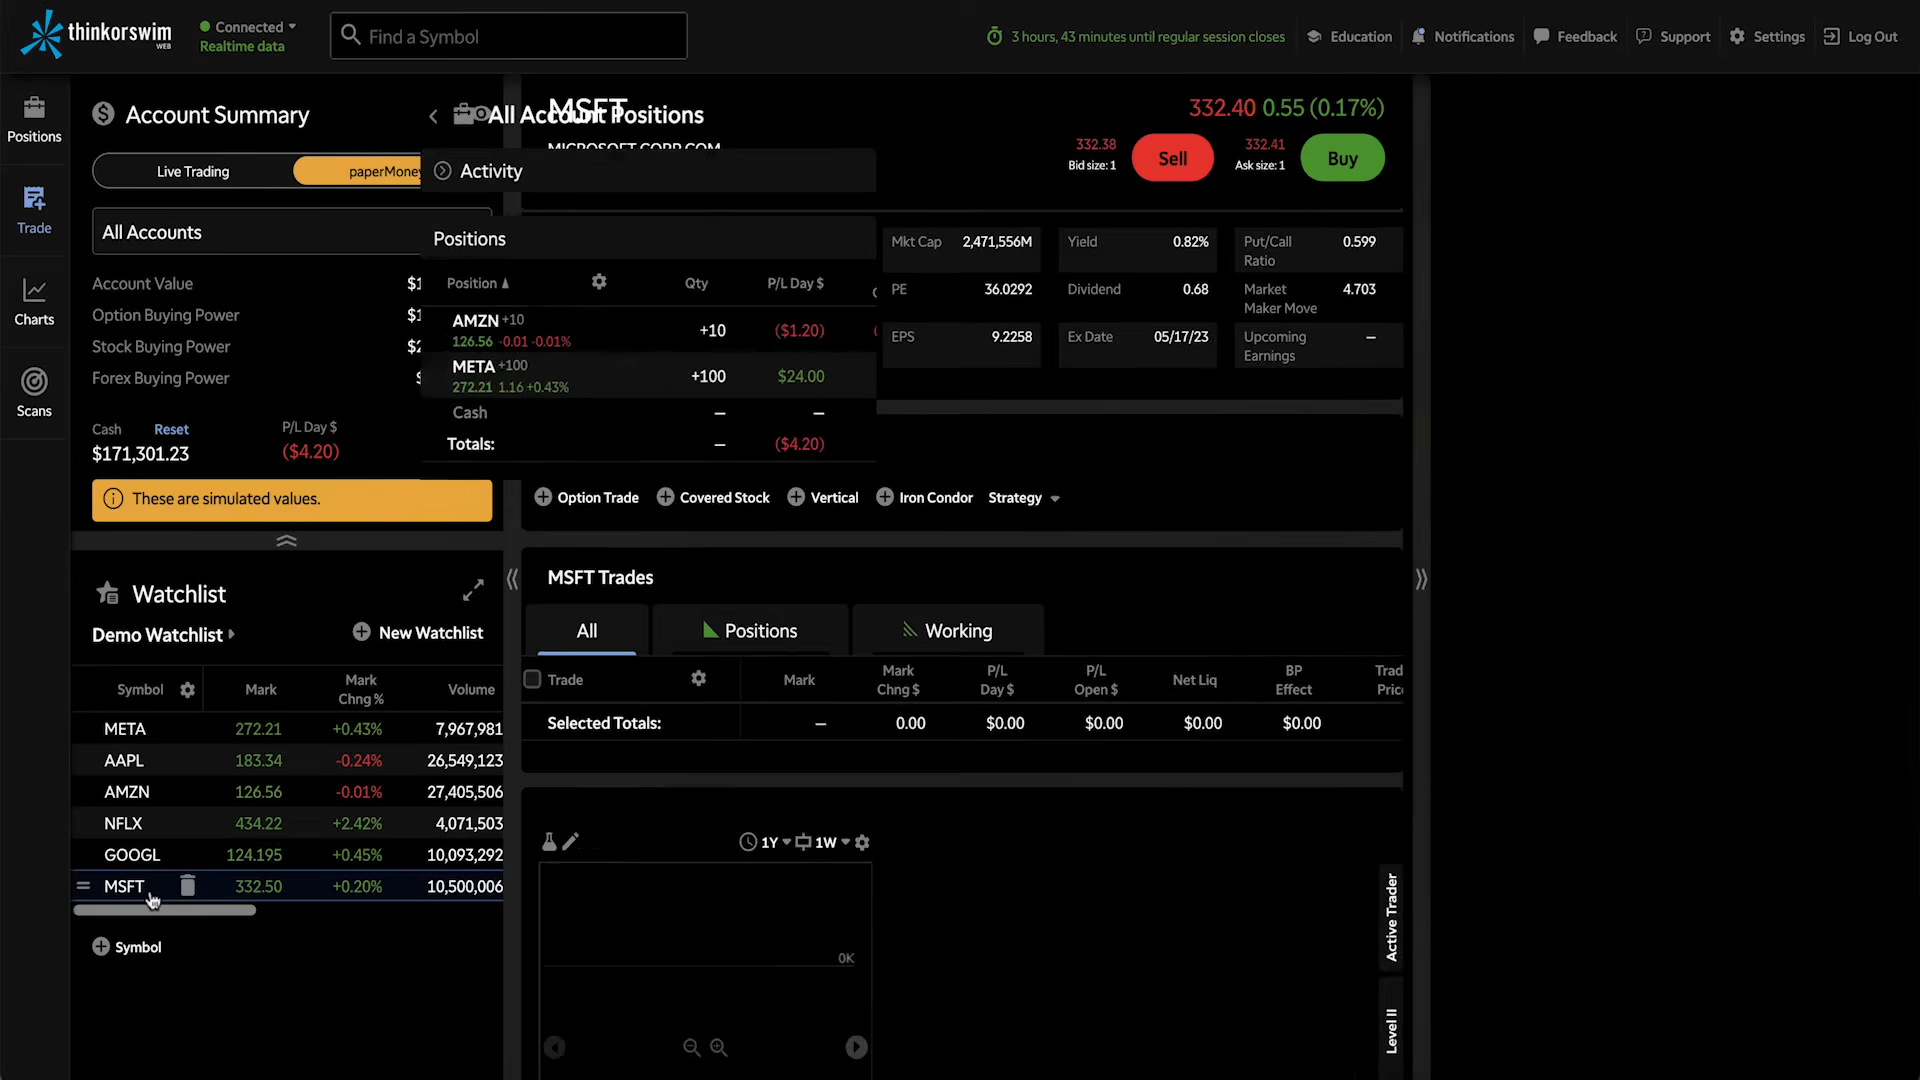 thinkorswim
WEB
Connected
Realtime data
Find a Symbol
3 hours, 43 minutes until regular session closes
Education
Notifications
Feedback
Support
Settings
Log Out
Positions
Trade
Charts
Scans
Account Summary
Live Trading
paperMoney
All Accounts
Account Value
Option Buying Power
Stock Buying Power
Forex Buying Power
Cash Reset
$171,301.23
P/L Day $
($4.20)
These are simulated values.
Watchlist
Demo Watchlist
New Watchlist
Symbol Mark Mark Chng % Volume
META 272.21 +0.43% 7,967,981
AAPL 183.34 -0.24% 26,549,123
AMZN 126.56 -0.01% 27,405,506
NFLX 434.22 +2.42% 4,071,503
GOOGL 124.195 +0.45% 10,093,292
MSFT 332.50 +0.20% 10,500,006
Symbol
All Account Positions
Activity
Positions
Position Qty P/L Day $
AMZN +10 +10 ($1.20)
126.56 -0.01 -0.01%
META +100 +100 $24.00
272.21 1.16 +0.43%
Cash – –
Totals: – ($4.20)
MSFT
MICROSOFT CORP COM
332.40 0.55 (0.17%)
332.38
Bid size: 1
Sell
332.41
Ask size: 1
Buy
Mkt Cap 2,471,556M
Yield 0.82%
Put/Call Ratio 0.599
PE 36.0292
Dividend 0.68
Market Maker Move 4.703
EPS 9.2258
Ex Date 05/17/23
Upcoming Earnings –
Option Trade
Covered Stock
Vertical
Iron Condor
Strategy
MSFT Trades
All
Positions
Working
Trade Mark Mark Chng $ P/L Day $ P/L Open $ Net Liq BP Effect
Selected Totals: – 0.00 $0.00 $0.00 $0.00 $0.00
1Y
1W
0K
Active Trader
Level II